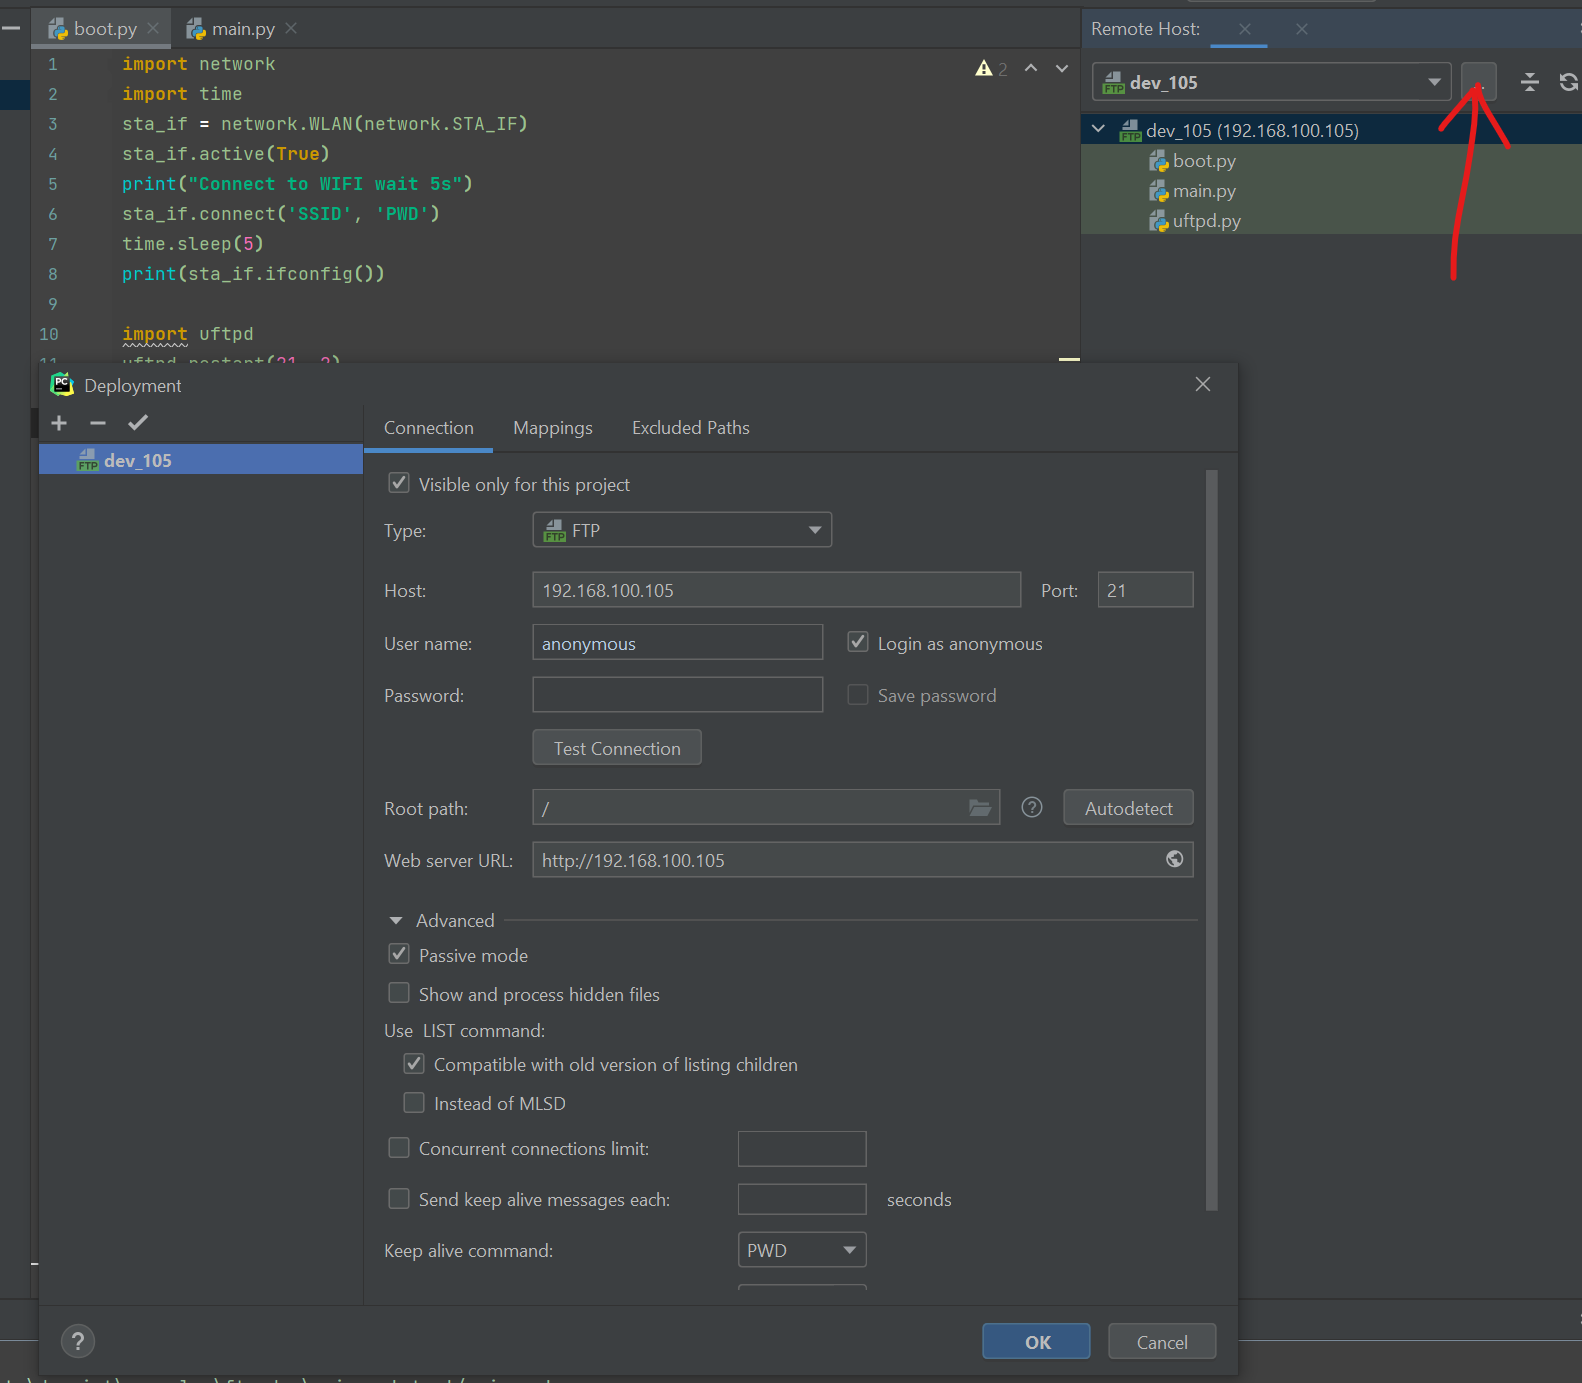 boot.py
main.py
Remote Host:
1 import network
2 import time
3 sta_if = network.WLAN(network.STA_IF)
4 sta_if.active(True)
5 print("Connect to WIFI wait 5s")
6 sta_if.connect('SSID', 'PWD')
7 time.sleep(5)
8 print(sta_if.ifconfig())
9
10 import uftpd
11 uftpd.restart(21, 2)
2
FTP dev_105
FTP dev_105 (192.168.100.105)
boot.py
main.py
uftpd.py
PC Deployment
FTP dev_105
Connection Mappings Excluded Paths
Visible only for this project
Type: FTP FTP
Host: 192.168.100.105 Port: 21
User name: anonymous Login as anonymous
Password: Save password
Test Connection
Root path: / ? Autodetect
Web server URL: http://192.168.100.105
Advanced
Passive mode
Show and process hidden files
Use LIST command:
Compatible with old version of listing children
Instead of MLSD
Concurrent connections limit:
Send keep alive messages each: seconds
Keep alive command: PWD
? OK Cancel